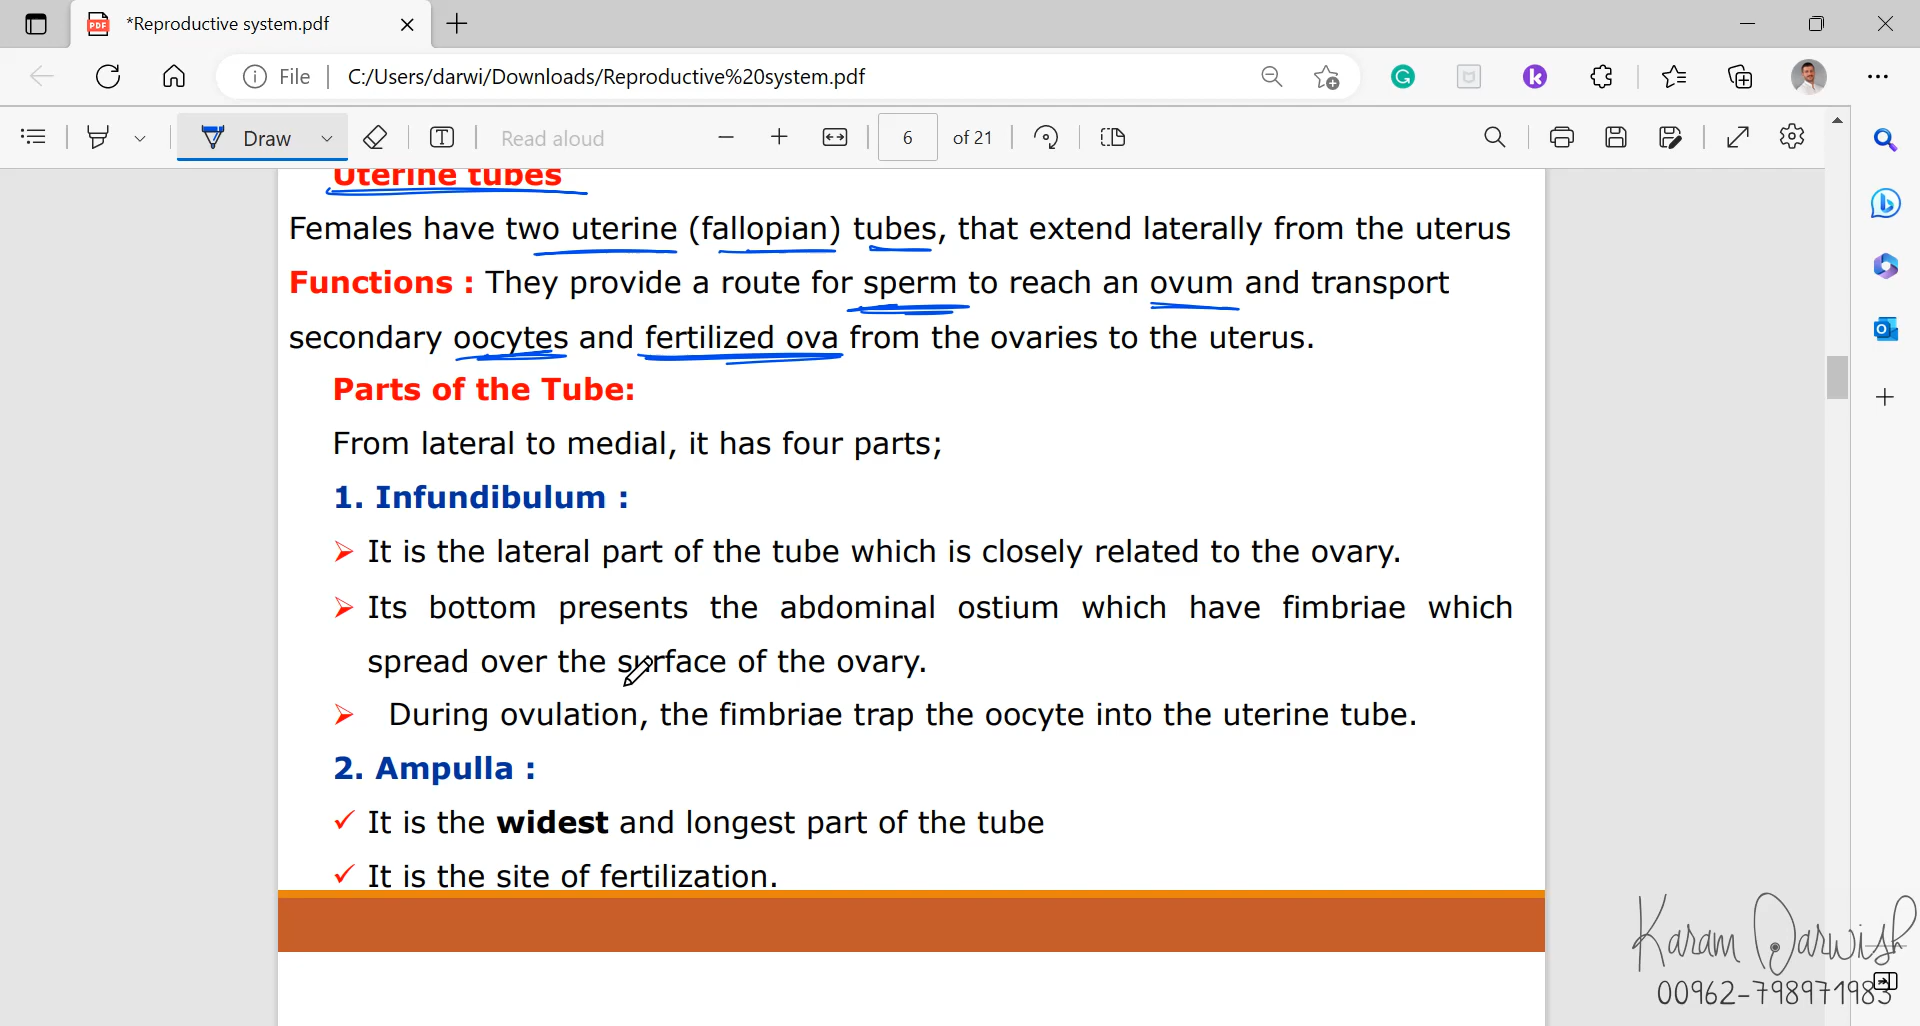 *Reproductive system.pdf
File
C:/Users/darwi/Downloads/Reproductive%20system.pdf
Draw
Read aloud
6 of 21
Uterine tubes
Females have two uterine (fallopian) tubes, that extend laterally from the uterus
Functions : They provide a route for sperm to reach an ovum and transport
secondary oocytes and fertilized ova from the ovaries to the uterus.
Parts of the Tube:
From lateral to medial, it has four parts;
1. Infundibulum :
➢ It is the lateral part of the tube which is closely related to the ovary.
➢ Its bottom presents the abdominal ostium which have fimbriae which
spread over the surface of the ovary.
➢ During ovulation, the fimbriae trap the oocyte into the uterine tube.
2. Ampulla :
✓ It is the widest and longest part of the tube
✓ It is the site of fertilization.
Karam Darwish
00962-798971983